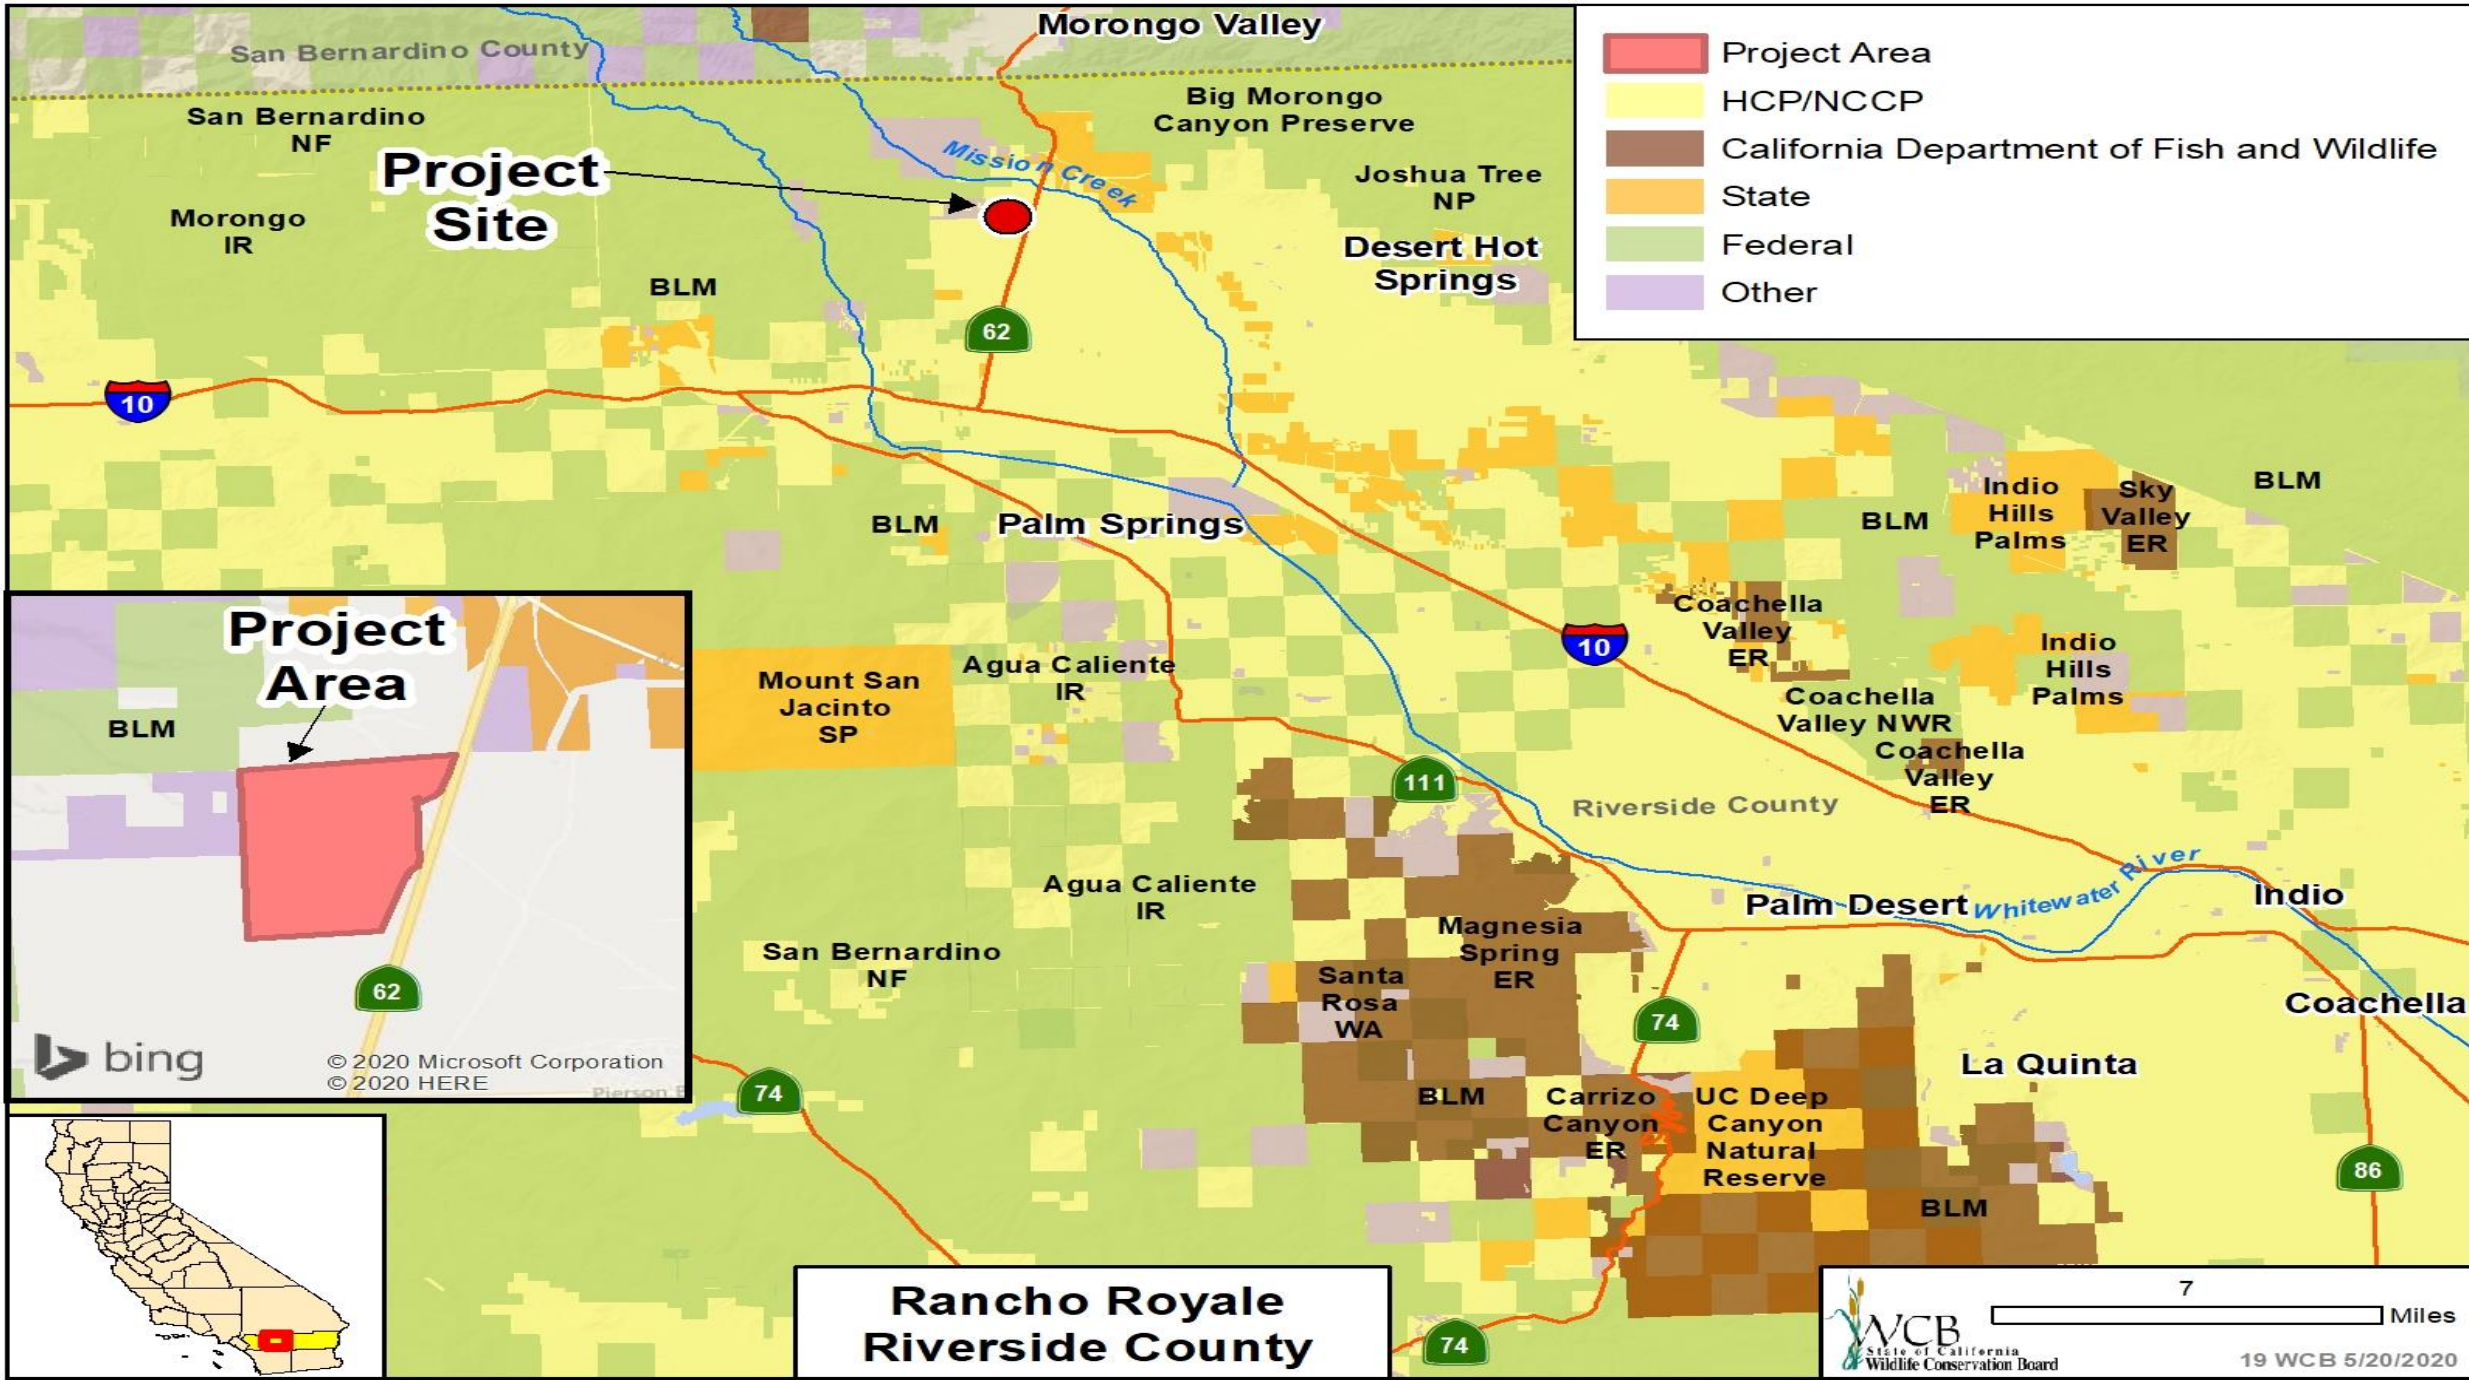 Morongo Valley
San Bernardino County
San Bernardino
NF
Big Morongo
Canyon Preserve
Project
Site
Mission Creek
Joshua Tree
NP
Morongo
IR
Desert Hot
Springs
BLM
62
10
Project Area
HCP/NCCP
California Department of Fish and Wildlife
State
Federal
Other
BLM
Palm Springs
BLM
Indio
Hills
Palms
Sky
Valley
ER
BLM
Coachella
Valley
ER
10
Indio
Hills
Palms
Mount San
Jacinto
SP
Agua Caliente
IR
Coachella
Valley NWR
Coachella
Valley
ER
111
Riverside County
Agua Caliente
IR
Palm Desert
Whitewater River
Indio
San Bernardino
NF
Magnesia
Spring
ER
Santa
Rosa
WA
74
Coachella
La Quinta
74
BLM
Carrizo
Canyon
ER
UC Deep
Canyon
Natural
Reserve
BLM
86
74
Project
Area
BLM
62
bing
© 2020 Microsoft Corporation
© 2020 HERE
Pierson B
Rancho Royale
Riverside County
7
Miles
WCB
State of California
Wildlife Conservation Board
19 WCB 5/20/2020